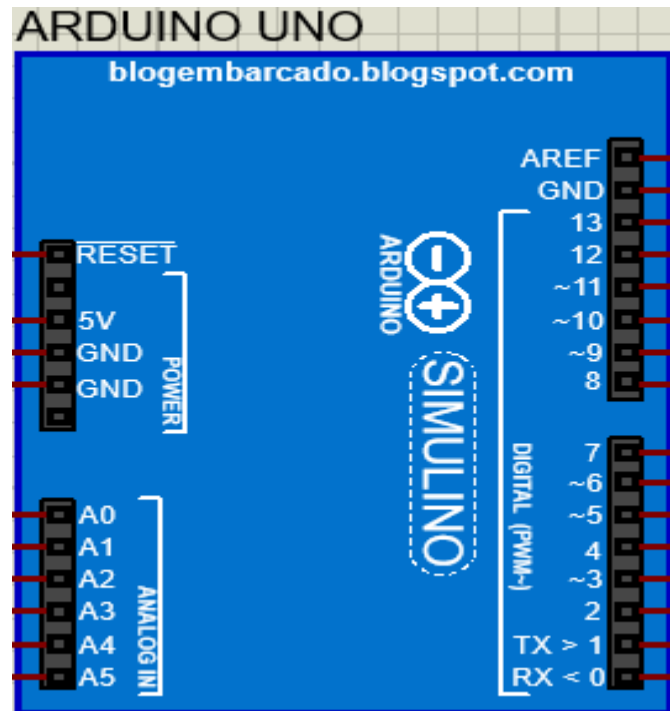 ARDUINO UNO
blogembarcado.blogspot.com
RESET
5V
GND
GND
POWER
A0
A1
A2
A3
A4
A5
ANALOG IN
ARDUINO
SIMULINO
AREF
GND
13
12
~11
~10
~9
8
7
~6
~5
4
~3
2
TX > 1
RX < 0
DIGITAL (PWM~)